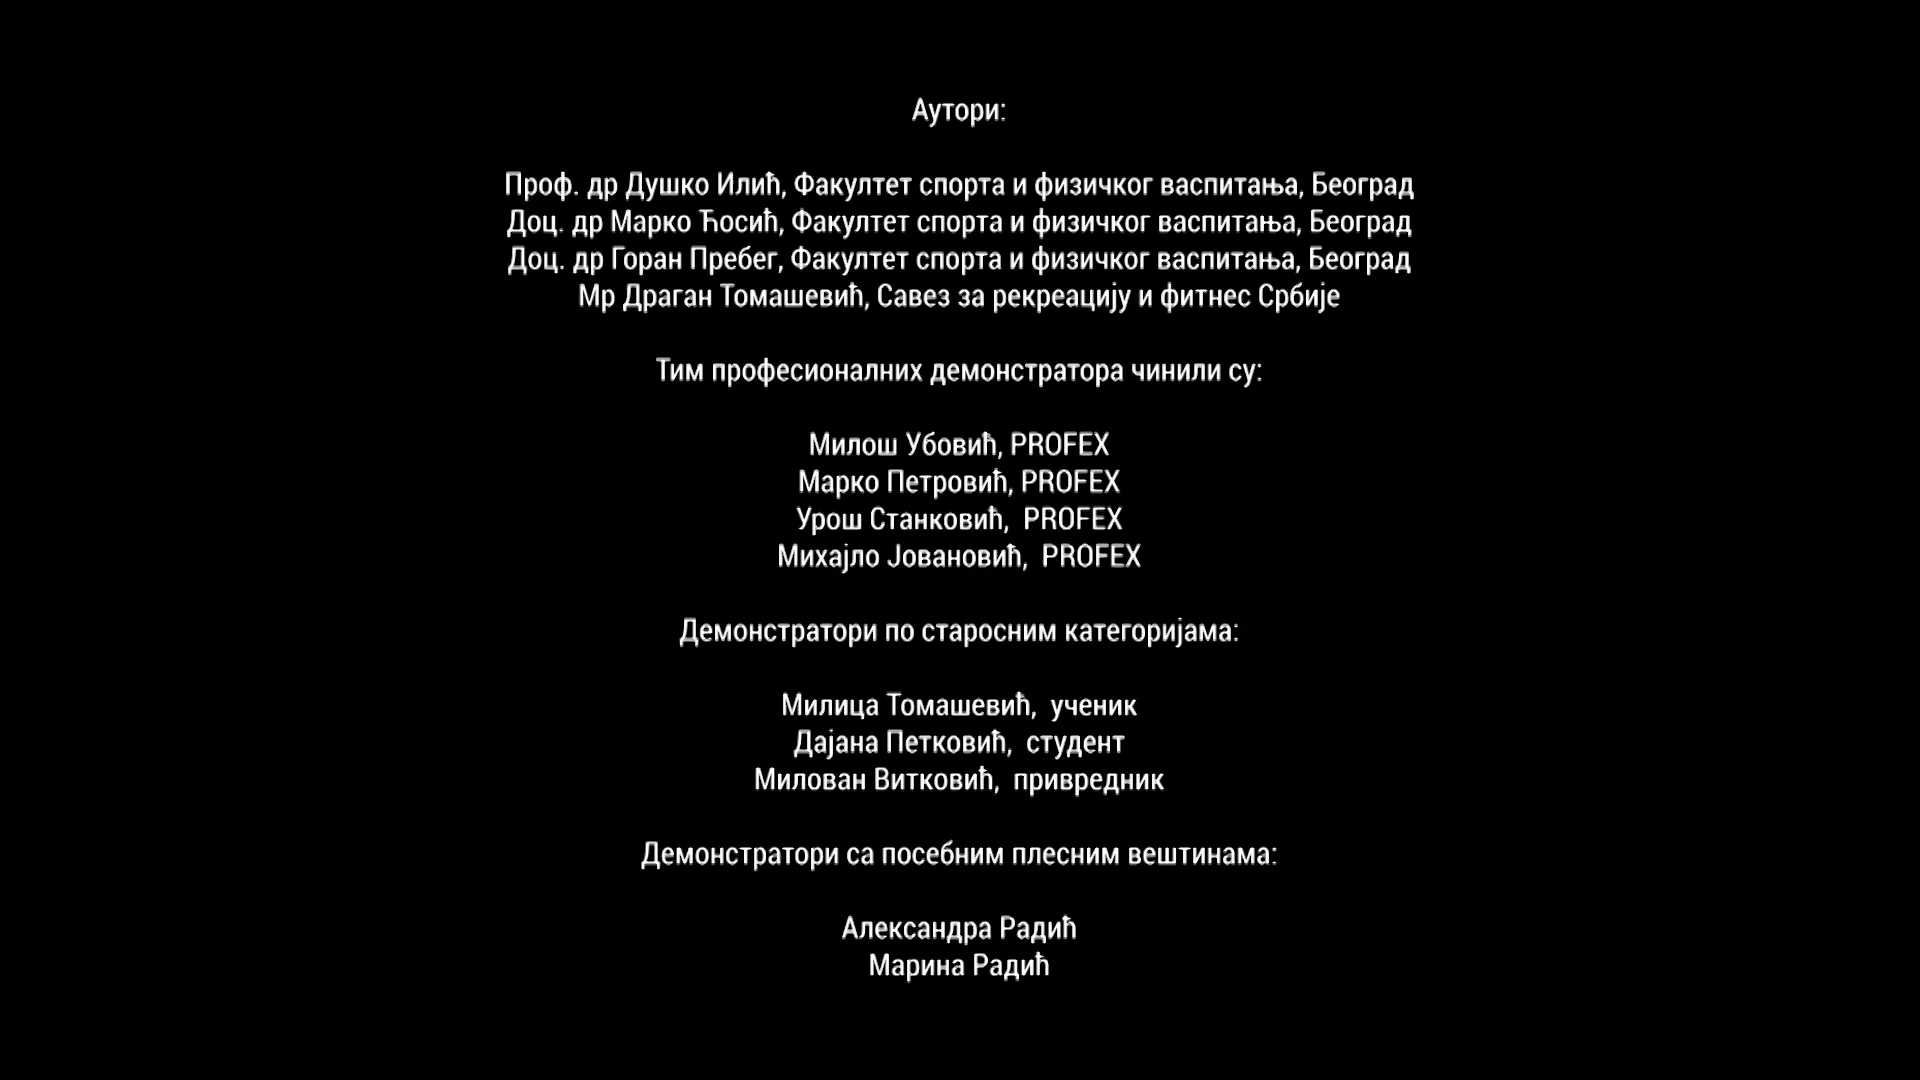 Аутори:
Проф. др Душко Илић, Факултет спорта и физичког васпитања, Београд
Доц. др Марко Ћосић, Факултет спорта и физичког васпитања, Београд
Доц. др Горан Пребег, Факултет спорта и физичког васпитања, Београд
Мр Драган Томашевић, Савез за рекреацију и фитнес Србије
Тим професионалних демонстратора чинили су:
Милош Убовић, PROFEX
Марко Петровић, PROFEX
Урош Станковић,  PROFEX
Михајло Јовановић,  PROFEX
Демонстратори по старосним категоријама:
Милица Томашевић,  ученик
Дајана Петковић,  студент
Милован Витковић,  привредник
Демонстратори са посебним плесним вештинама:
Александра Радић
Марина Радић